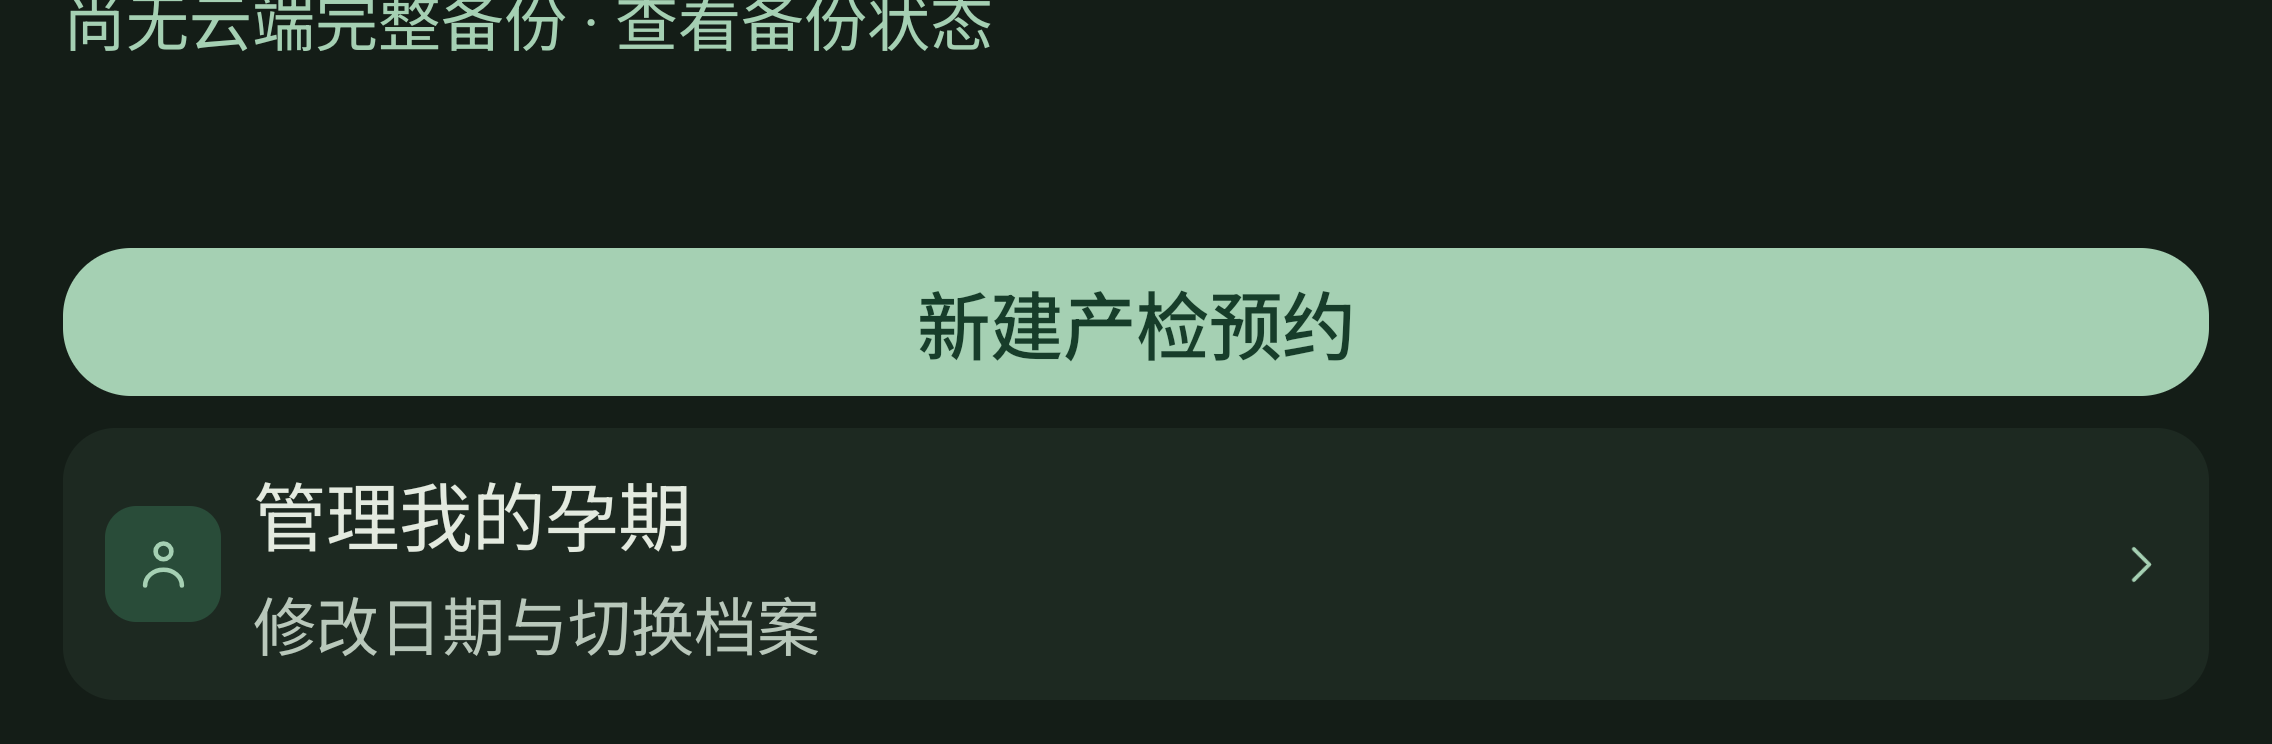 尚无云端完整备份 · 查看备份状态
新建产检预约
管理我的孕期
修改日期与切换档案